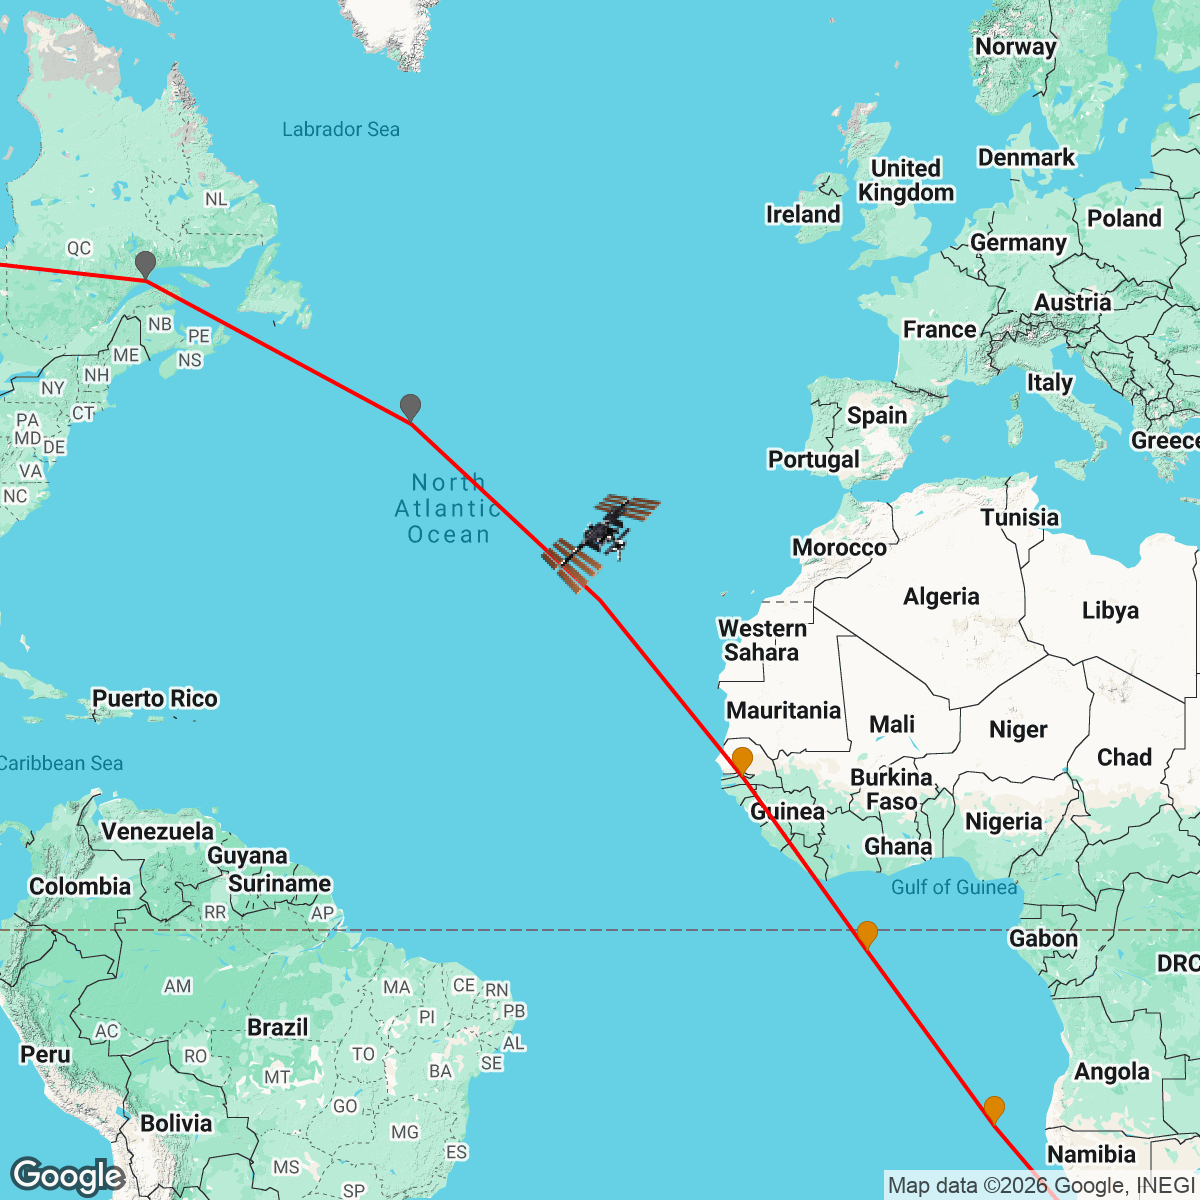 Norway
Labrador Sea
Denmark
United
Kingdom
NL
Ireland
Poland
QC
Germany
Austria
NB
France
PE
ME
NS
NH
Italy
NY
CT
Spain
PA
MD
DE
Greece
Portugal
VA
North
NC
Atlantic
Ocean
Tunisia
Morocco
Algeria
Libya
Western
Sahara
Puerto Rico
Mauritania
Mali
Niger
Chad
Caribbean Sea
Burkina
Faso
Guinea
Nigeria
Venezuela
Ghana
Guyana
Suriname
Colombia
Gulf of Guinea
RR
AP
Gabon
DRC
AM
MA
CE
RN
PB
PI
AC
Brazil
AL
Peru
RO
TO
SE
BA
MT
Angola
GO
Bolivia
MG
ES
Namibia
MS
SP
Google
Map data ©2026 Google, INEGI